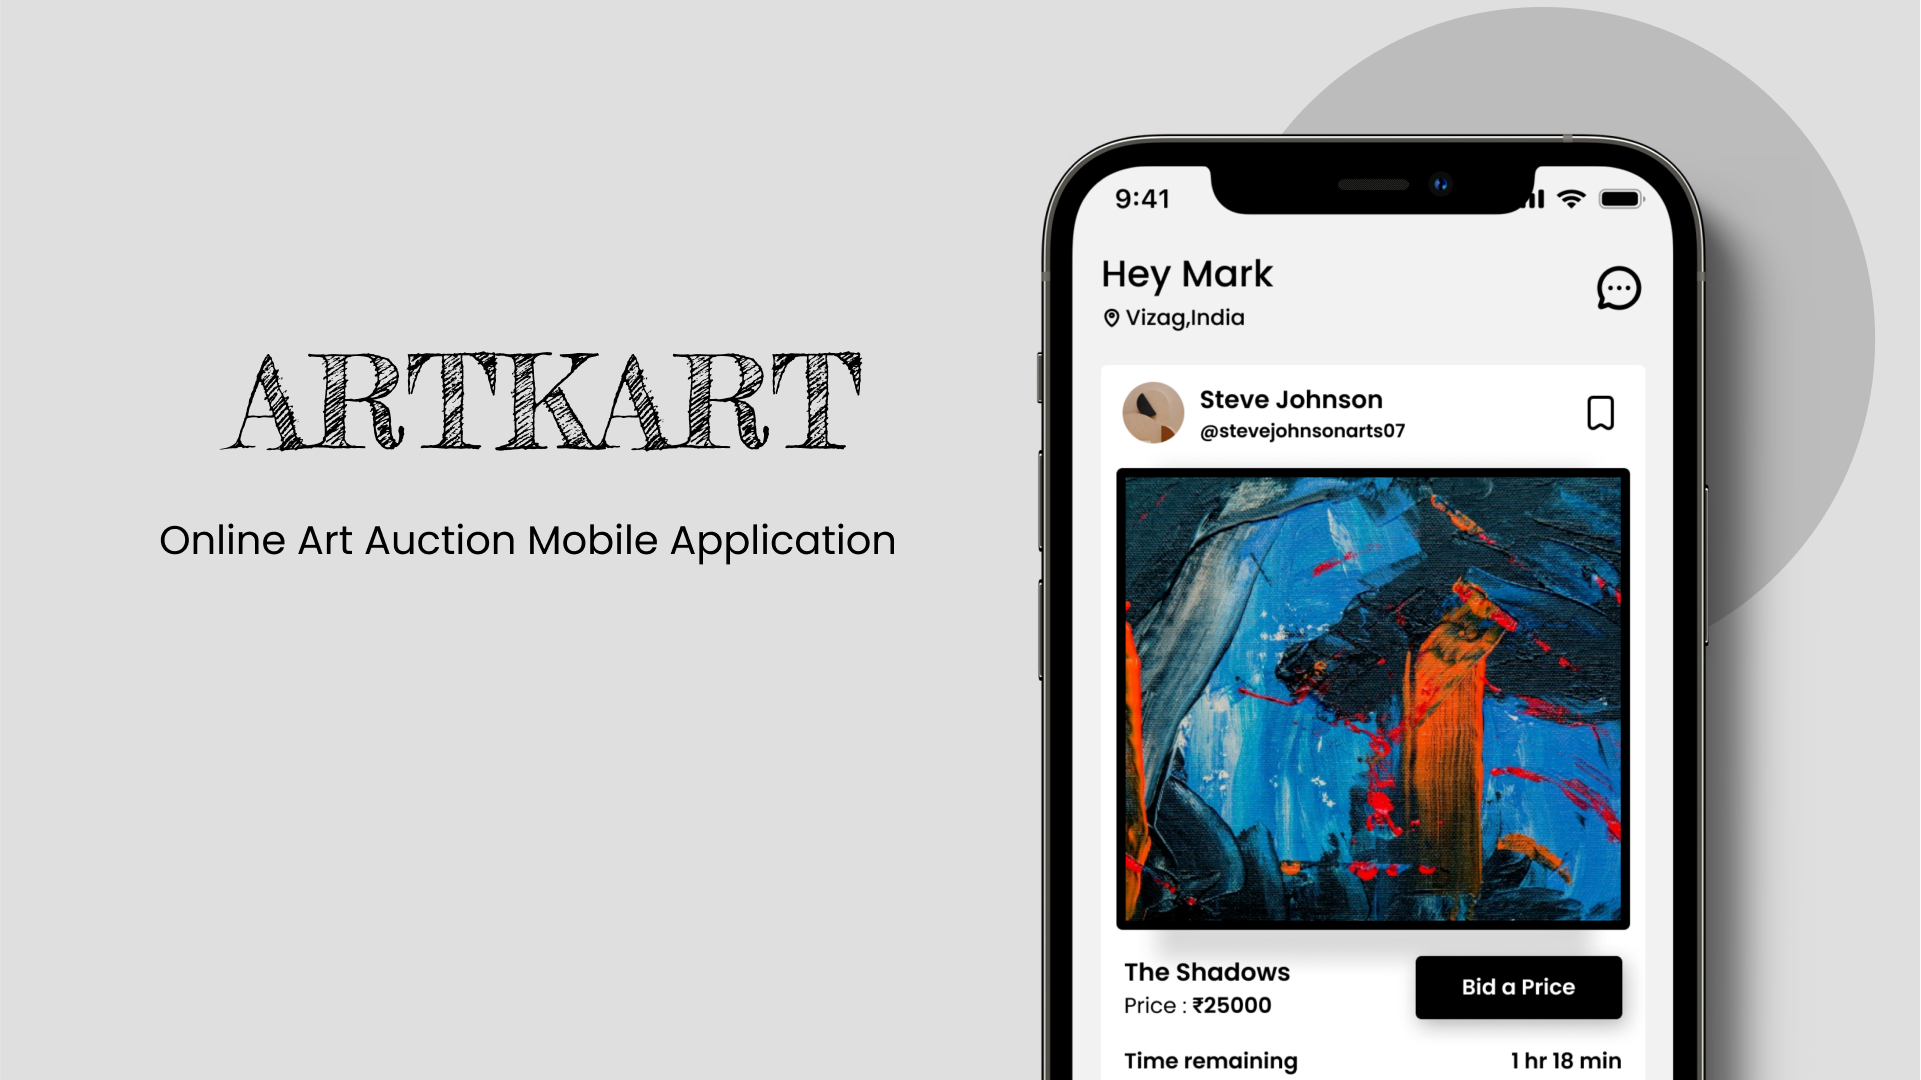 ARTKART
Online Art Auction Mobile Application
9:41
Hey Mark
Vizag,India
Steve Johnson
@stevejohnsonarts07
The Shadows
Price : ₹25000
Bid a Price
Time remaining
1 hr 18 min